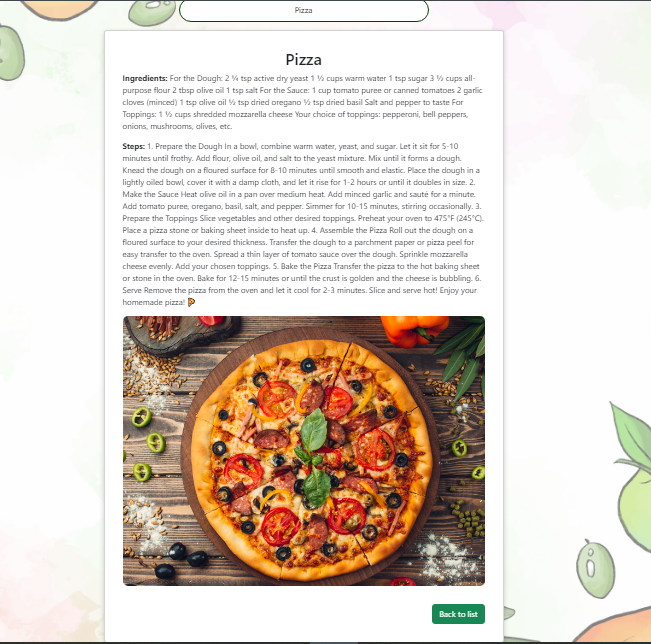 Pizza
Pizza
Ingredients: For the Dough: 2 ¼ tsp active dry yeast 1 ½ cups warm water 1 tsp sugar 3 ½ cups all-
purpose flour 2 tbsp olive oil 1 tsp salt For the Sauce: 1 cup tomato puree or canned tomatoes 2 garlic
cloves (minced) 1 tsp olive oil ½ tsp dried oregano ½ tsp dried basil Salt and pepper to taste For
Toppings: 1 ½ cups shredded mozzarella cheese Your choice of toppings: pepperoni, bell peppers,
onions, mushrooms, olives, etc.
Steps: 1. Prepare the Dough In a bowl, combine warm water, yeast, and sugar. Let it sit for 5-10
minutes until frothy. Add flour, olive oil, and salt to the yeast mixture. Mix until it forms a dough.
Knead the dough on a floured surface for 8-10 minutes until smooth and elastic. Place the dough in a
lightly oiled bowl, cover it with a damp cloth, and let it rise for 1-2 hours or until it doubles in size. 2.
Make the Sauce Heat olive oil in a pan over medium heat. Add minced garlic and sauté for a minute.
Add tomato puree, oregano, basil, salt, and pepper. Simmer for 10-15 minutes, stirring occasionally. 3.
Prepare the Toppings Slice vegetables and other desired toppings. Preheat your oven to 475°F (245°C).
Place a pizza stone or baking sheet inside to heat up. 4. Assemble the Pizza Roll out the dough on a
floured surface to your desired thickness. Transfer the dough to a parchment paper or pizza peel for
easy transfer to the oven. Spread a thin layer of tomato sauce over the dough. Sprinkle mozzarella
cheese evenly. Add your chosen toppings. 5. Bake the Pizza Transfer the pizza to the hot baking sheet
or stone in the oven. Bake for 12-15 minutes or until the crust is golden and the cheese is bubbling. 6.
Serve Remove the pizza from the oven and let it cool for 2-3 minutes. Slice and serve hot! Enjoy your
homemade pizza! 🍕
Back to list